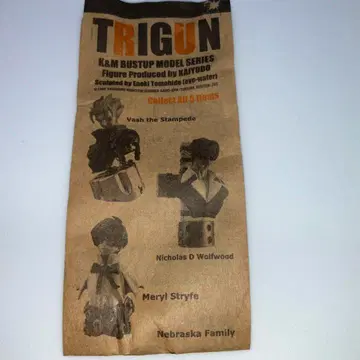 TRIGUN
K&M BUSTUP MODEL SERIES
Figure Produced by KAIYODO
Collect All 5 Items
Vash the Stampede
Nicholas D Wolfwood
Meryl Stryfe
Nebraska Family